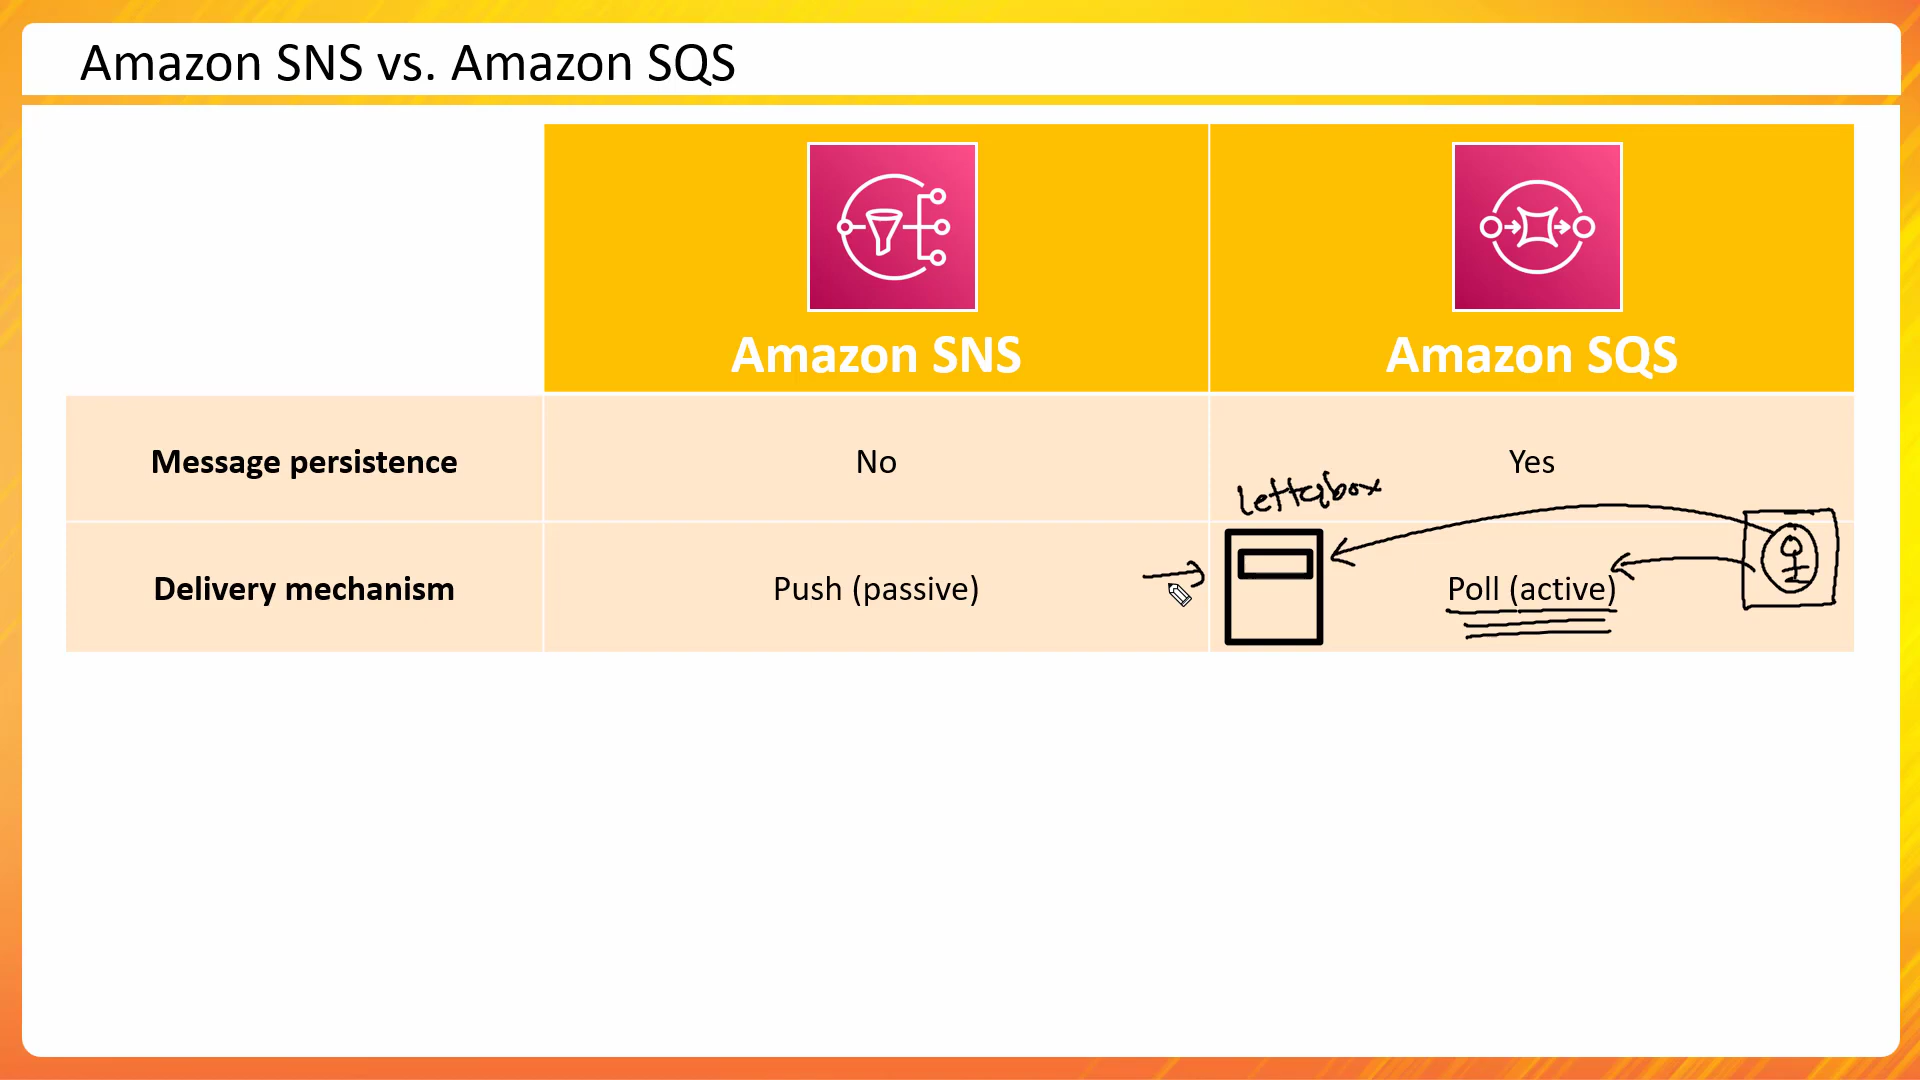 Amazon SNS vs. Amazon SQS
Amazon SNS
Amazon SQS
Message persistence
No
Yes
letterbox
Delivery mechanism
Push (passive)
Poll (active)